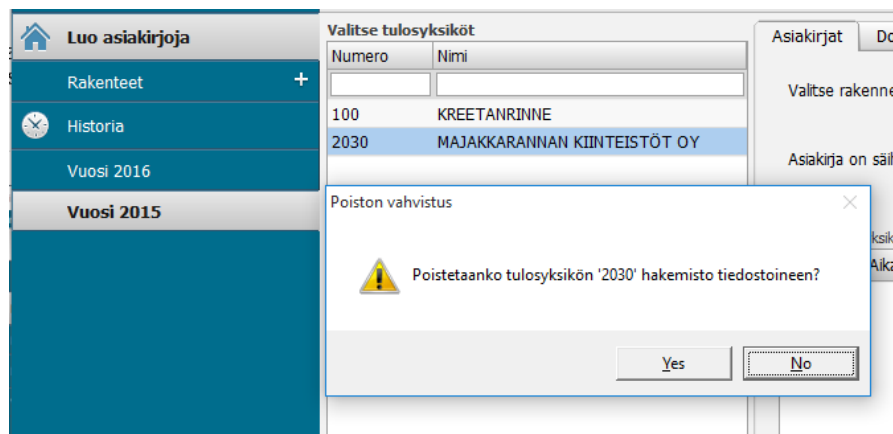 Luo asiakirjoja
Rakenteet +
Historia
Vuosi 2016
Vuosi 2015
Valitse tulosyksiköt
Numero Nimi
100 KREETANRINNE
2030 MAJAKKARANNAN KIINTEISTÖT OY
Asiakirjat
Valitse rakenne
Asiakirja on
Poiston vahvistus
Poistetaanko tulosyksikön '2030' hakemisto tiedostoineen?
Yes No